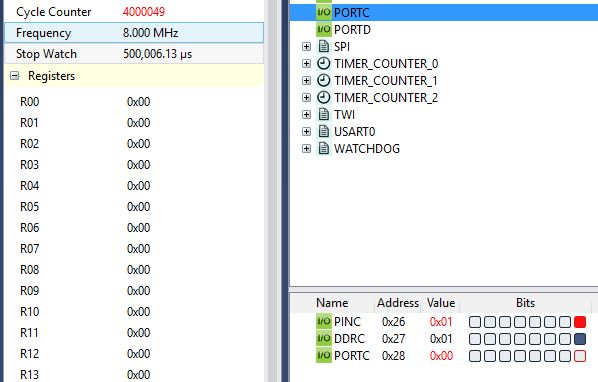 Cycle Counter 4000049
Frequency 8.000 MHz
Stop Watch 500,006.13 µs
Registers
R00 0x00
R01 0x00
R02 0x00
R03 0x00
R04 0x00
R05 0x00
R06 0x00
R07 0x00
R08 0x00
R09 0x00
R10 0x00
R11 0x00
R12 0x00
R13 0x00
I/O PORTC
I/O PORTD
SPI
TIMER_COUNTER_0
TIMER_COUNTER_1
TIMER_COUNTER_2
TWI
USART0
WATCHDOG
Name Address Value Bits
I/O PINC 0x26 0x01
I/O DDRC 0x27 0x01
I/O PORTC 0x28 0x00